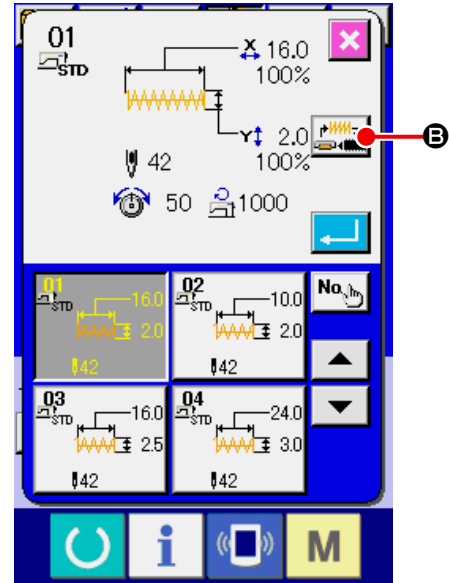 01
STD
X 16.0
100%
Y 2.0
100%
42
50 1000
B
01 STD 16.0 2.0 42
02 STD 10.0 2.0 42
No.
03 STD 16.0 2.5 42
04 STD 24.0 3.0 42
i M